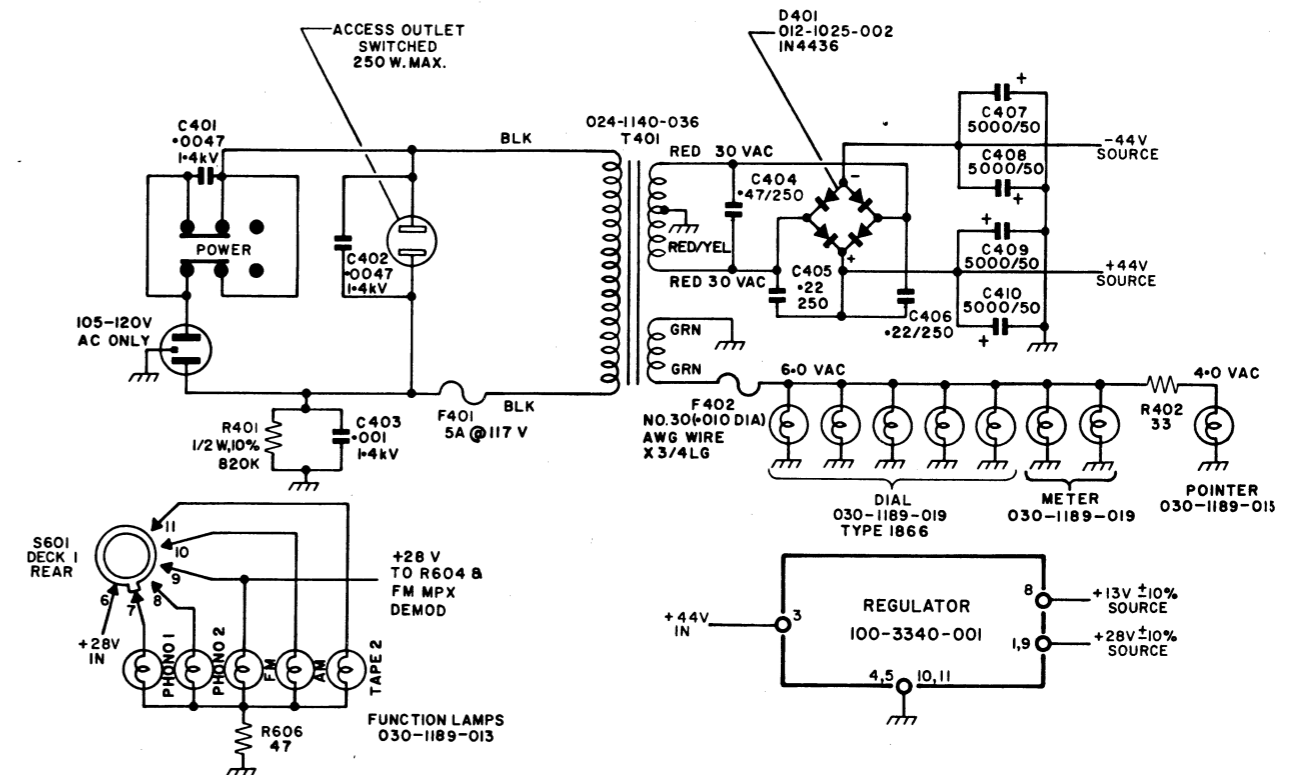 ACCESS OUTLET
SWITCHED
250 W. MAX.
D401
012-1025-002
IN4436
C401
.0047
1.4kV
BLK
024-1140-036
T401
RED 30 VAC
C404
.47/250
RED/YEL
RED 30 VAC
-
+
C405
.22
250
C406
.22/250
+
C407
5000/50
C408
5000/50
+
-44V
SOURCE
+
C409
5000/50
C410
5000/50
+
+44V
SOURCE
POWER
C402
.0047
1.4kV
105-120V
AC ONLY
R401
1/2 W, 10%
820K
C403
.001
1.4kV
F401
5A @ 117 V
BLK
GRN
GRN
F402
NO. 30 (.010 DIA)
AWG WIRE
X 3/4 LG
6.0 VAC
4.0 VAC
R402
33
DIAL
030-1189-019
TYPE 1866
METER
030-1189-019
POINTER
030-1189-015
S601
DECK 1
REAR
11
10
9
8
7
6
+28V
IN
+28 V
TO R604 &
FM MPX
DEMOD
PHONO 1
PHONO 2
FM
AM
TAPE 2
R606
47
FUNCTION LAMPS
030-1189-013
+44V
IN
3
REGULATOR
100-3340-001
8
+13V ±10%
SOURCE
1,9
+28V ±10%
SOURCE
4,5
10,11